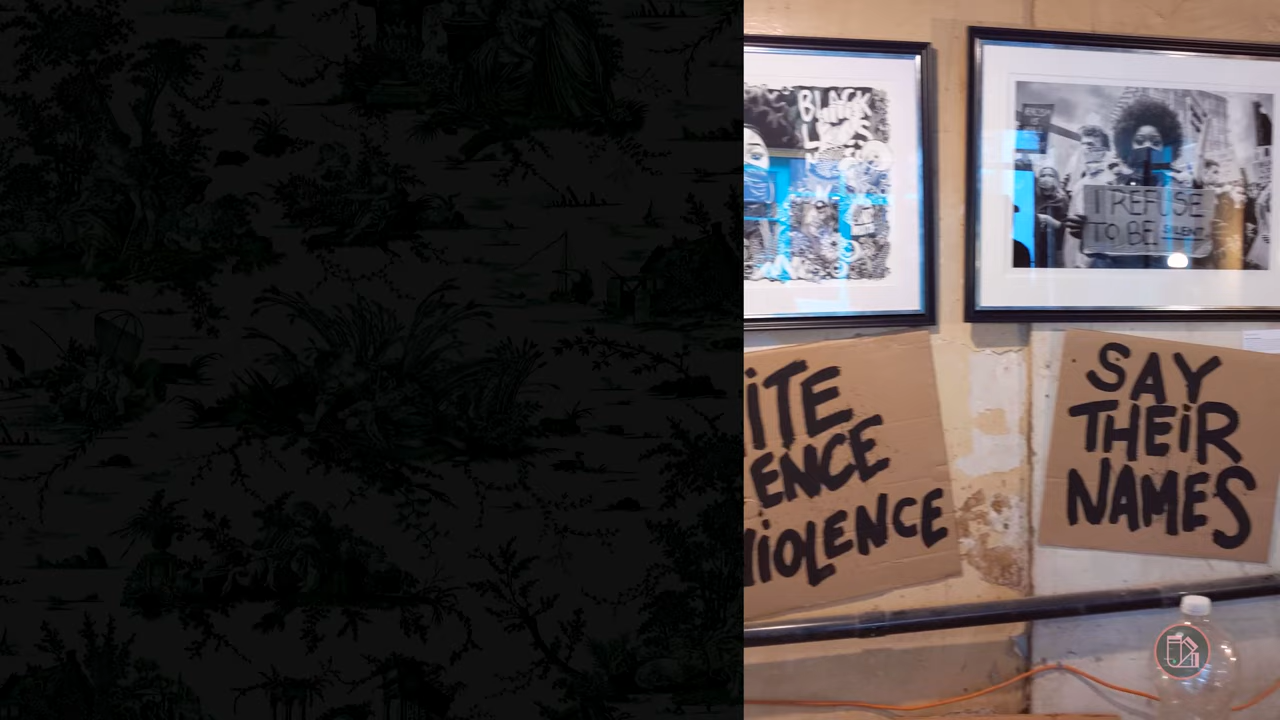 BLACK
LIVES
I REFUSE
TO BE SILENT
ITE
ENCE
VIOLENCE
SAY
THEIR
NAMES